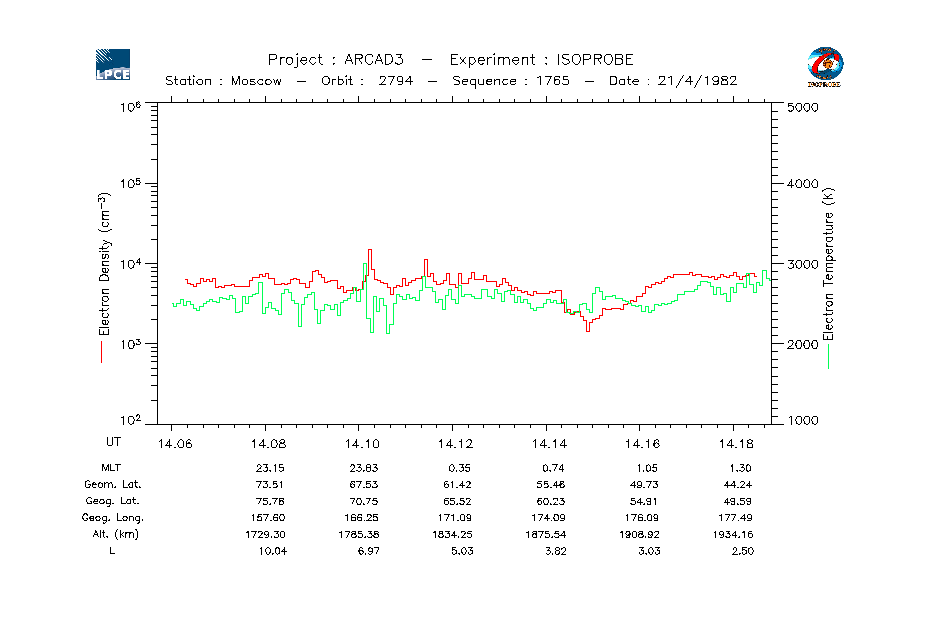 LPCE
Project : ARCAD3 — Experiment : ISOPROBE
Station : Moscow — Orbit : 2794 — Sequence : 1765 — Date : 21/4/1982
ISOPROBE
10⁶ 5000
10⁵ 4000
10⁴ 3000
10³ 2000
10² 1000
Electron Density (cm⁻³)
Electron Temperature (K)
UT 14.06 14.08 14.10 14.12 14.14 14.16 14.18
MLT 23.15 23.83 0.35 0.74 1.05 1.30
Geom. Lat. 73.51 67.53 61.42 55.48 49.73 44.24
Geog. Lat. 75.78 70.75 65.52 60.23 54.91 49.59
Geog. Long. 157.60 166.25 171.09 174.09 176.09 177.49
Alt. (km) 1729.30 1785.38 1834.25 1875.54 1908.92 1934.16
L 10.04 6.97 5.03 3.82 3.03 2.50